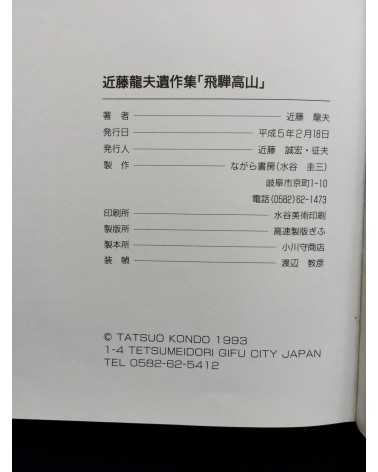 近藤龍夫遺作集「飛騨高山」
著者 近藤 龍夫
発行日 平成5年2月18日
発行人 近藤 誠宏・征夫
製作 ながら書房(水谷 圭三)
岐阜市京町1-10
電話(0582)62-1473
印刷所 水谷美術印刷
製版所 高速製版ぎふ
製本所 小川守商店
装幀 渡辺 教彦
© TATSUO KONDO 1993
1-4 TETSUMEIDORI GIFU CITY JAPAN
TEL 0582-62-5412